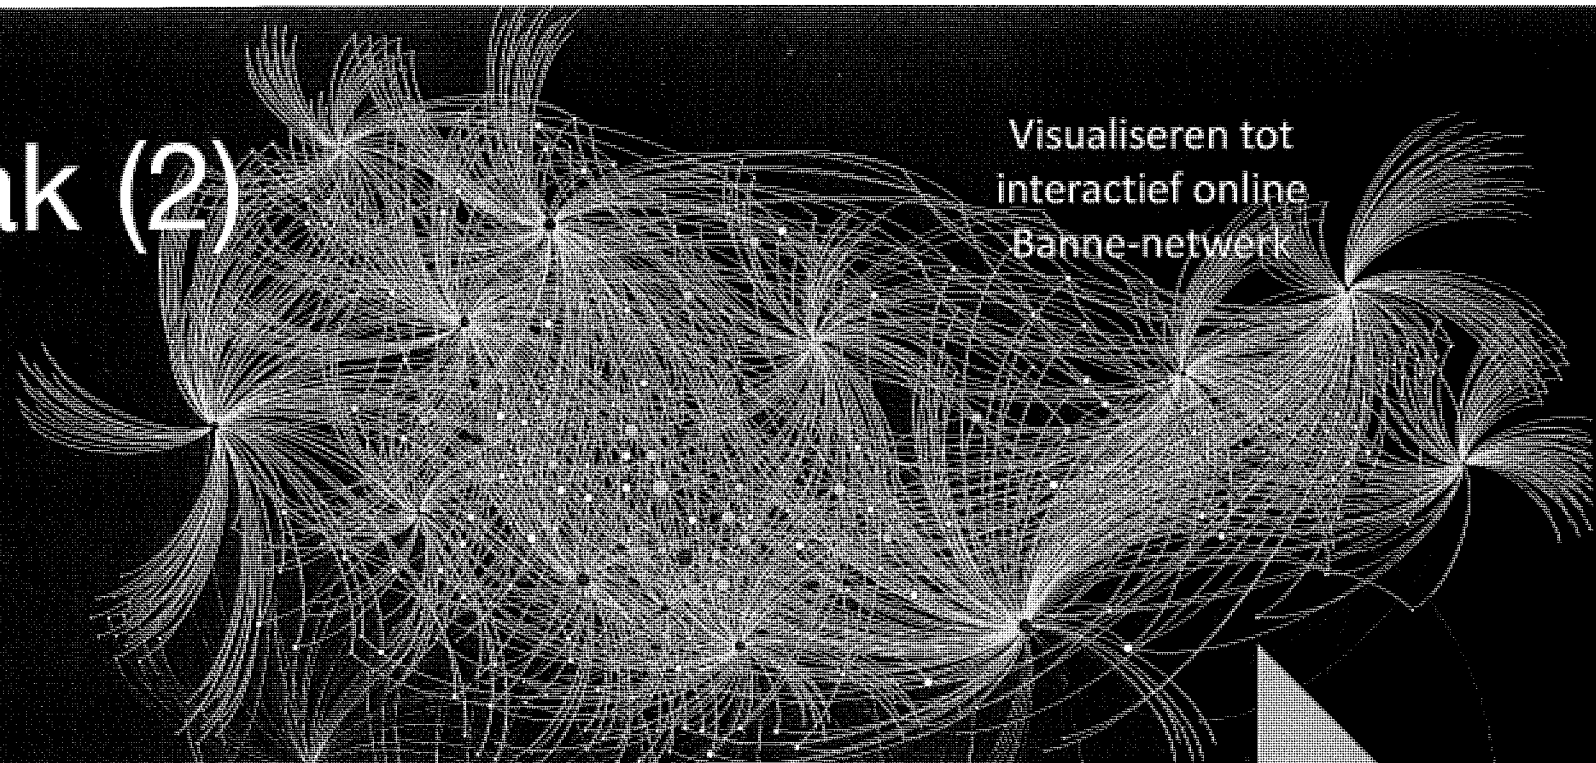 ak (2)
Visualiseren tot
interactief online
Banne-netwerk